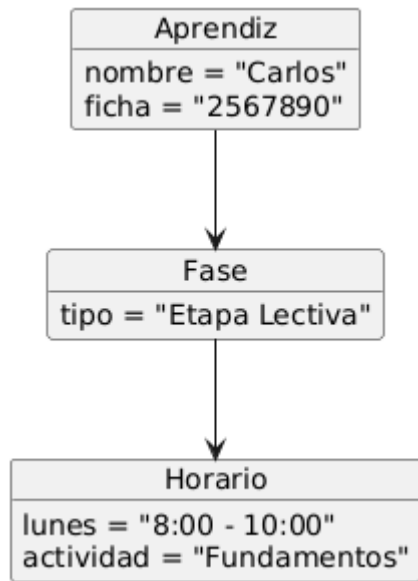 Aprendiz
nombre = "Carlos"
ficha = "2567890"
Fase
tipo = "Etapa Lectiva"
Horario
lunes = "8:00 - 10:00"
actividad = "Fundamentos"